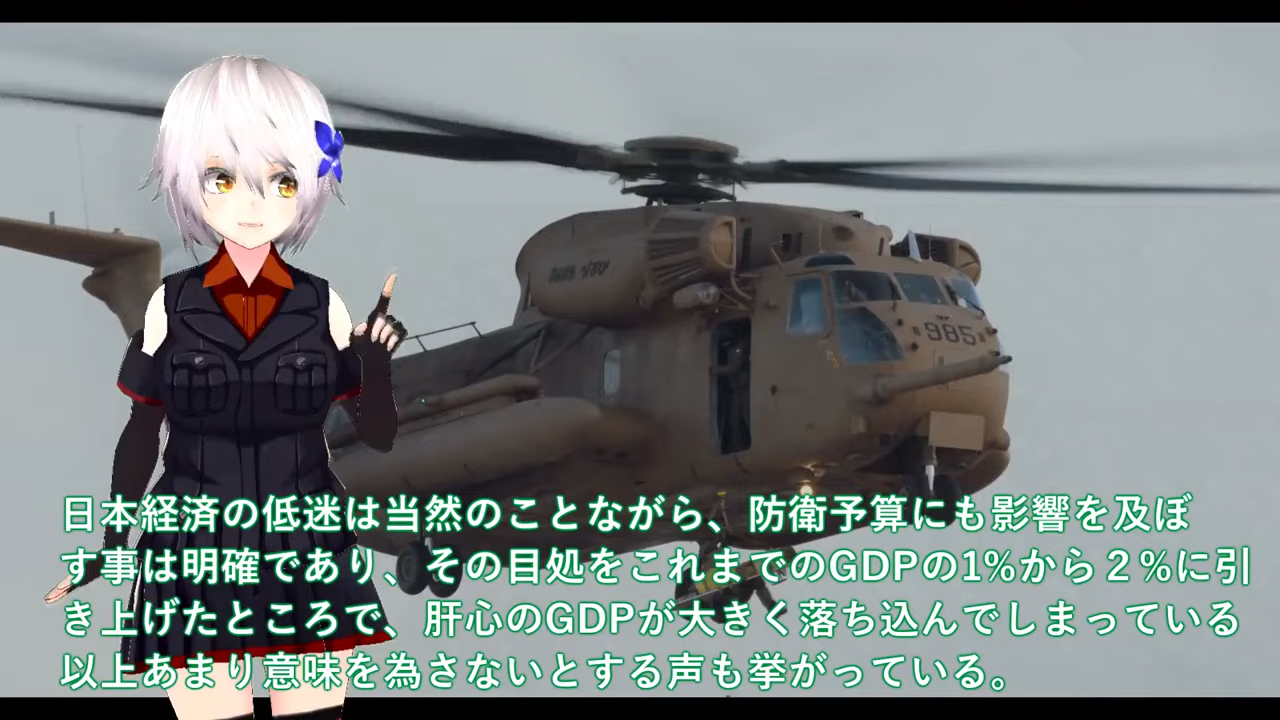 985
日本経済の低迷は当然のことながら、防衛予算にも影響を及ぼ
す事は明確であり、その目処をこれまでのGDPの1%から２%に引
き上げたところで、肝心のGDPが大きく落ち込んでしまっている
以上あまり意味を為さないとする声も挙がっている。